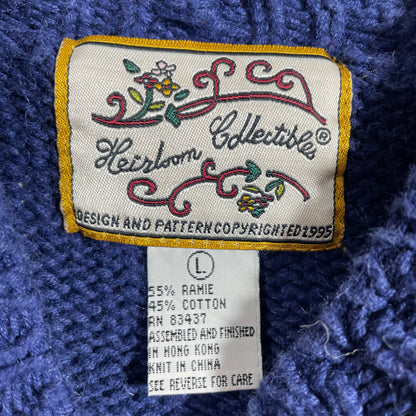 Heirloom Collectibles®
DESIGN AND PATTERN COPYRIGHTED 1995
L
55% RAMIE
45% COTTON
RN 83437
ASSEMBLED AND FINISHED
IN HONG KONG
KNIT IN CHINA
SEE REVERSE FOR CARE